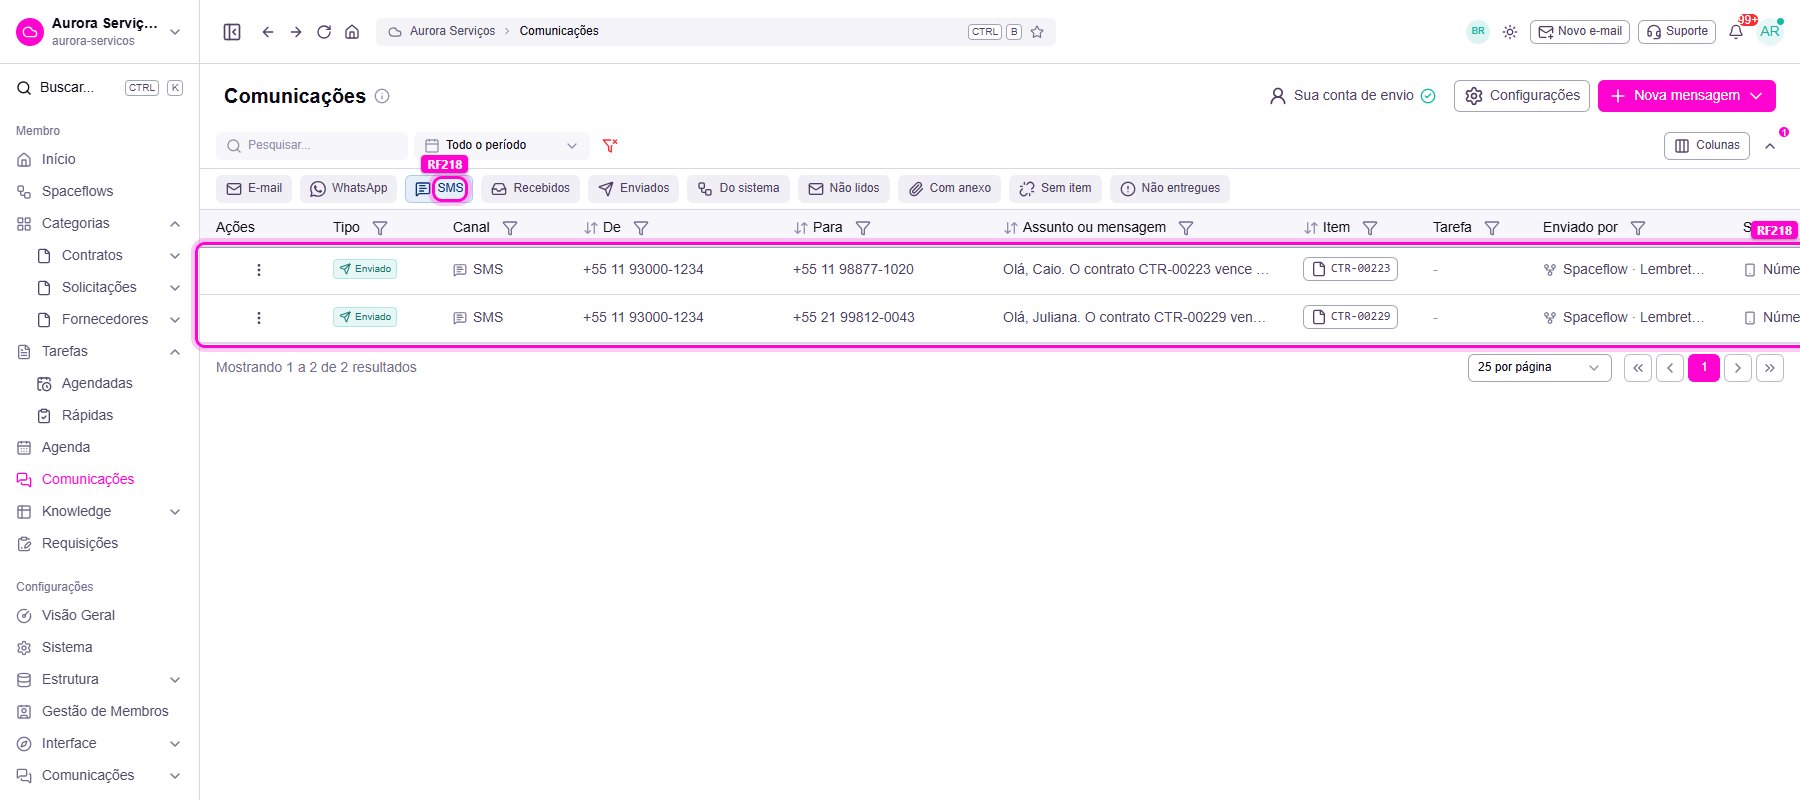 Aurora Serviç...
aurora-servicos
Aurora Serviços > Comunicações
CTRL B
BR
Novo e-mail
Suporte
99+
AR
Buscar...
CTRL K
Membro
Início
Spaceflows
Categorias
Contratos
Solicitações
Fornecedores
Tarefas
Agendadas
Rápidas
Agenda
Comunicações
Knowledge
Requisições
Configurações
Visão Geral
Sistema
Estrutura
Gestão de Membros
Interface
Comunicações
Comunicações
Sua conta de envio
Configurações
Nova mensagem
Pesquisar...
Todo o período
Colunas
1
RF218
E-mail
WhatsApp
SMS
Recebidos
Enviados
Do sistema
Não lidos
Com anexo
Sem item
Não entregues
Ações Tipo Canal De Para Assunto ou mensagem Item Tarefa Enviado por S
RF218
Enviado SMS +55 11 93000-1234 +55 11 98877-1020 Olá, Caio. O contrato CTR-00223 vence ... CTR-00223 - Spaceflow · Lembret... Núme
Enviado SMS +55 11 93000-1234 +55 21 99812-0043 Olá, Juliana. O contrato CTR-00229 ven... CTR-00229 - Spaceflow · Lembret... Núme
Mostrando 1 a 2 de 2 resultados
25 por página
1